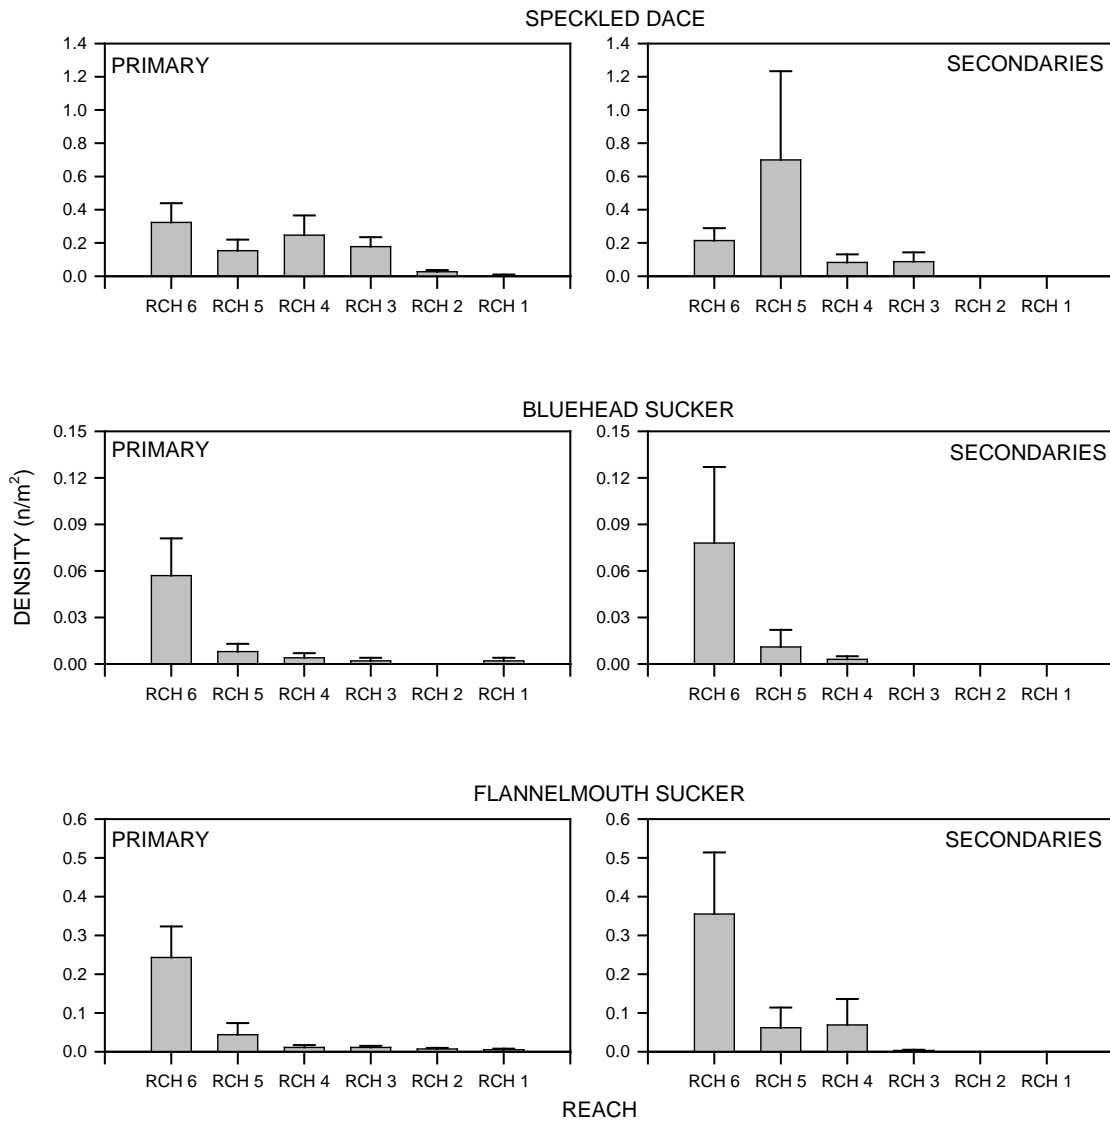 SPECKLED DACE
PRIMARY
1.4
1.2
1.0
0.8
0.6
0.4
0.2
0.0
RCH 6 RCH 5 RCH 4 RCH 3 RCH 2 RCH 1
SECONDARIES
1.4
1.2
1.0
0.8
0.6
0.4
0.2
0.0
RCH 6 RCH 5 RCH 4 RCH 3 RCH 2 RCH 1
BLUEHEAD SUCKER
DENSITY (n/m²)
PRIMARY
0.15
0.12
0.09
0.06
0.03
0.00
RCH 6 RCH 5 RCH 4 RCH 3 RCH 2 RCH 1
SECONDARIES
0.15
0.12
0.09
0.06
0.03
0.00
RCH 6 RCH 5 RCH 4 RCH 3 RCH 2 RCH 1
FLANNELMOUTH SUCKER
PRIMARY
0.6
0.5
0.4
0.3
0.2
0.1
0.0
RCH 6 RCH 5 RCH 4 RCH 3 RCH 2 RCH 1
SECONDARIES
0.6
0.5
0.4
0.3
0.2
0.1
0.0
RCH 6 RCH 5 RCH 4 RCH 3 RCH 2 RCH 1
REACH